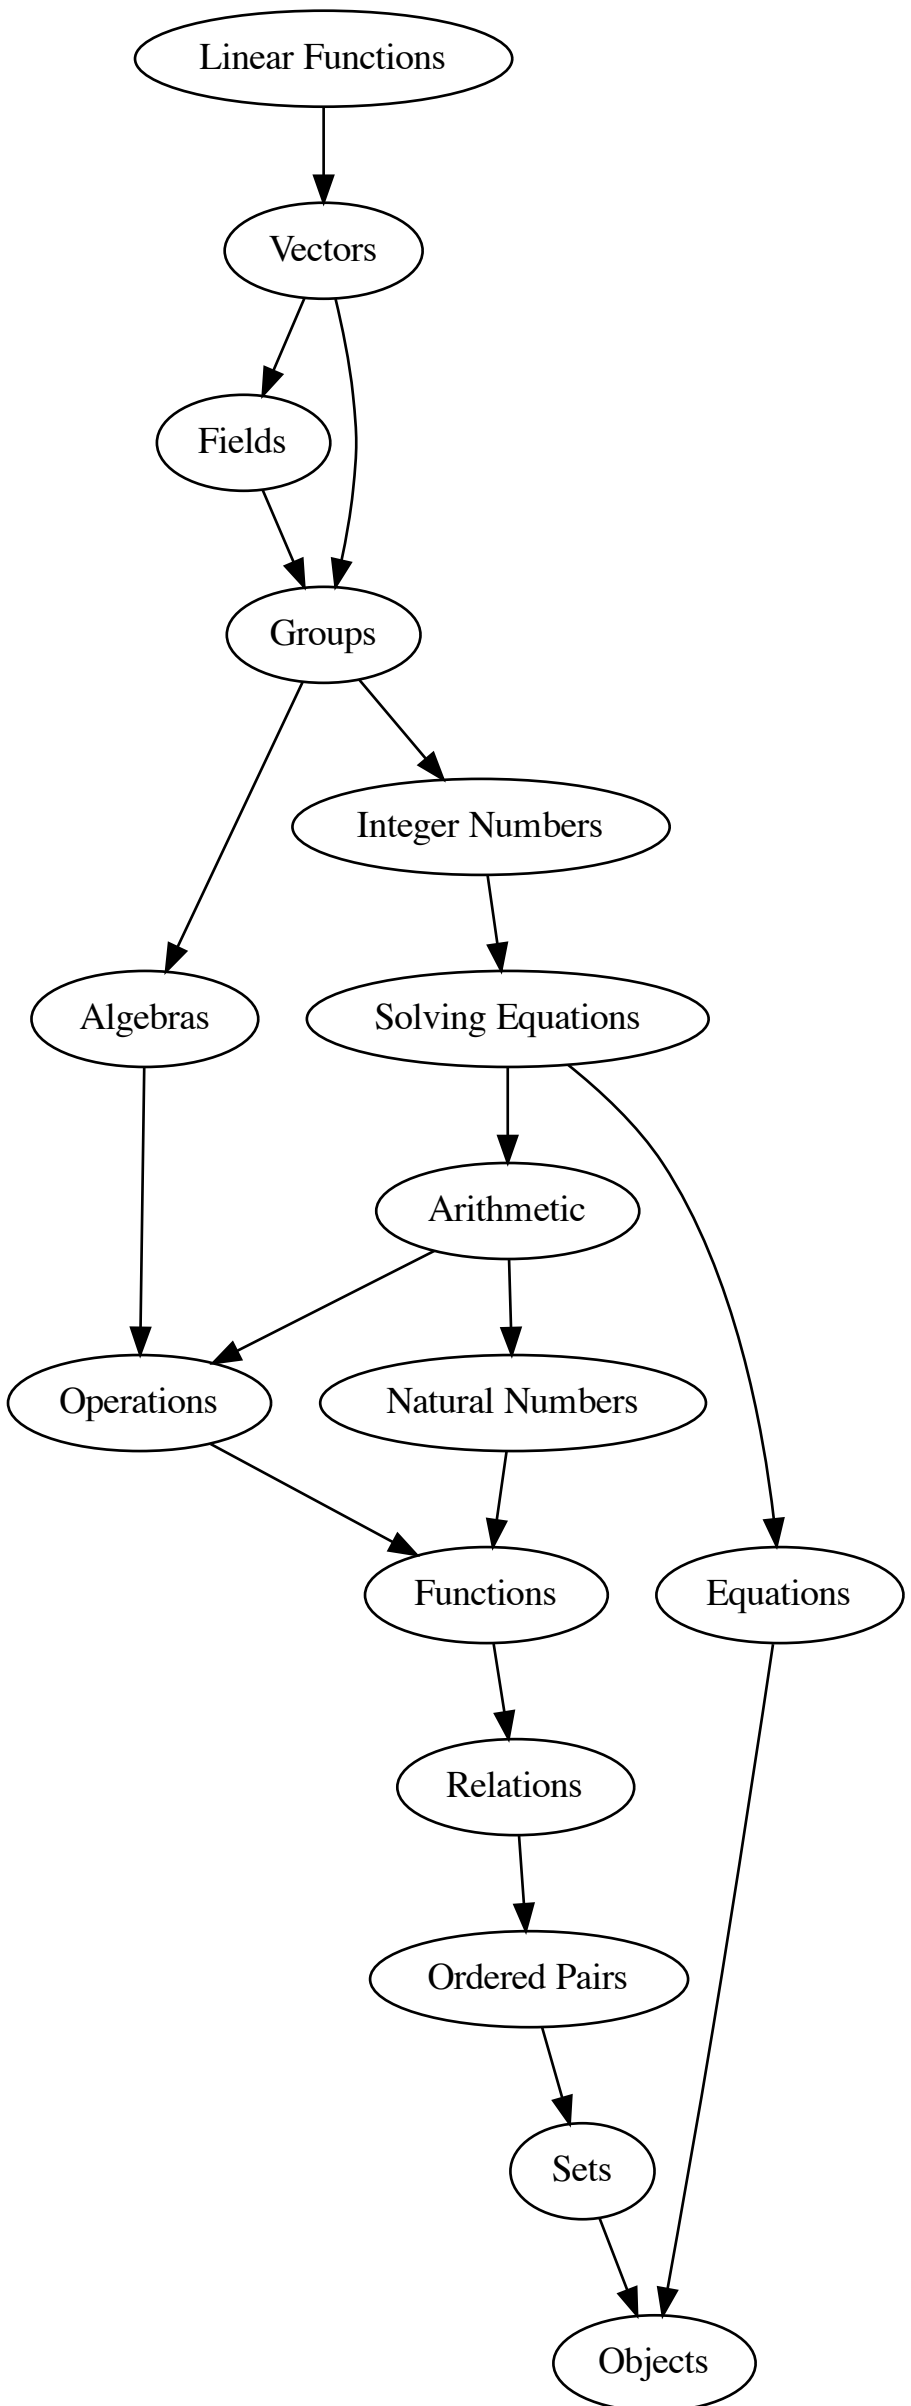 Linear Functions
Vectors
Fields
Groups
Integer Numbers
Algebras
Solving Equations
Arithmetic
Operations
Natural Numbers
Functions
Equations
Relations
Ordered Pairs
Sets
Objects